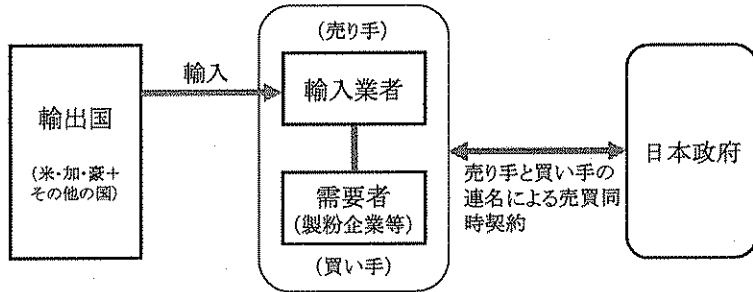 (売り手)
輸入
輸入業者
輸出国
(米・加・豪+
その他の国)
日本政府
売り手と買い手の
連名による売買同
時契約
需要者
(製粉企業等)
(買い手)